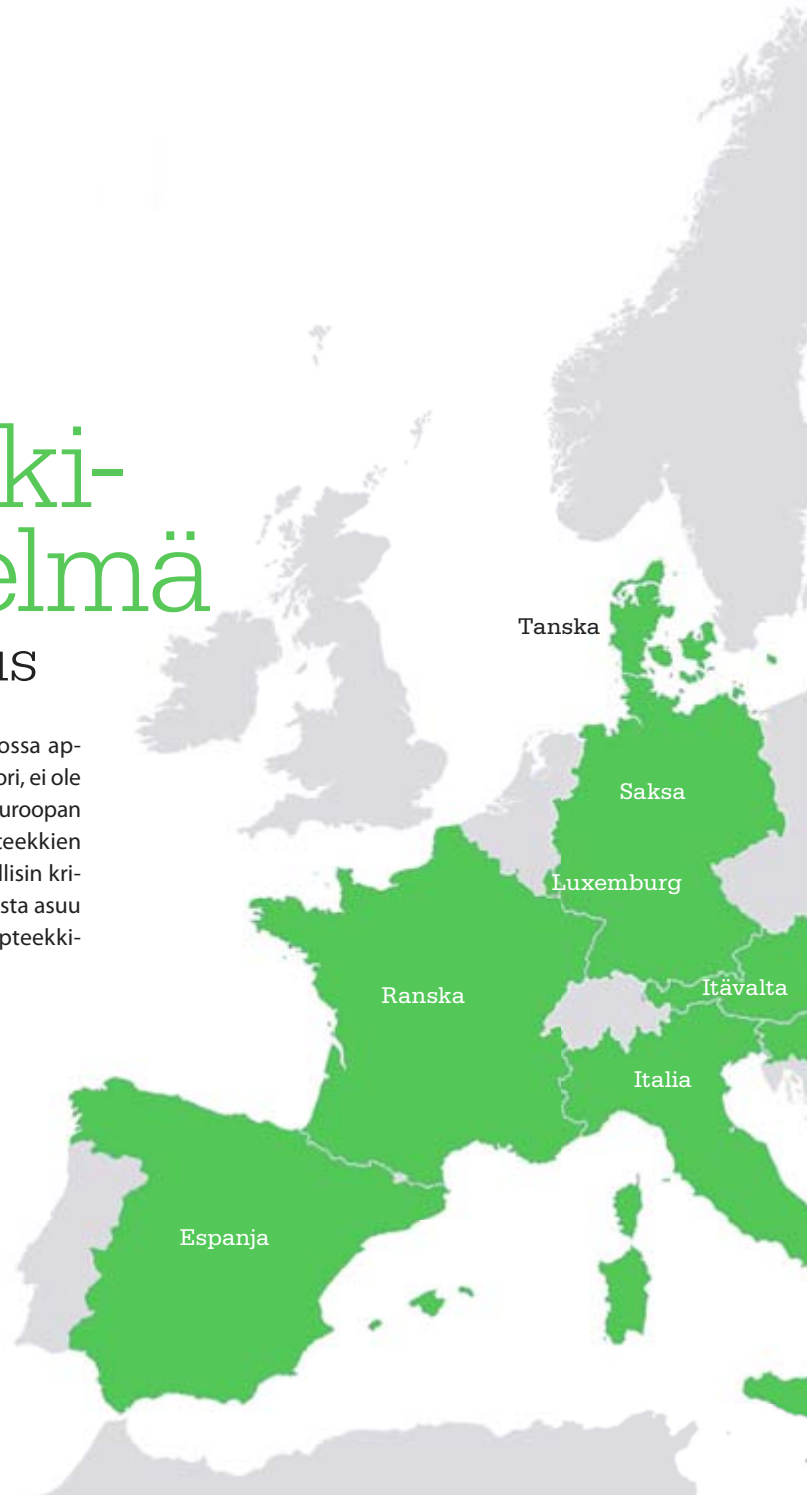 ki-
elmä
us
ossa ap-
ori, ei ole
uroopan
teekkien
llisin kri-
sta asuu
pteekki-
Tanska
Saksa
Luxemburg
Ranska
Itävalta
Italia
Espanja